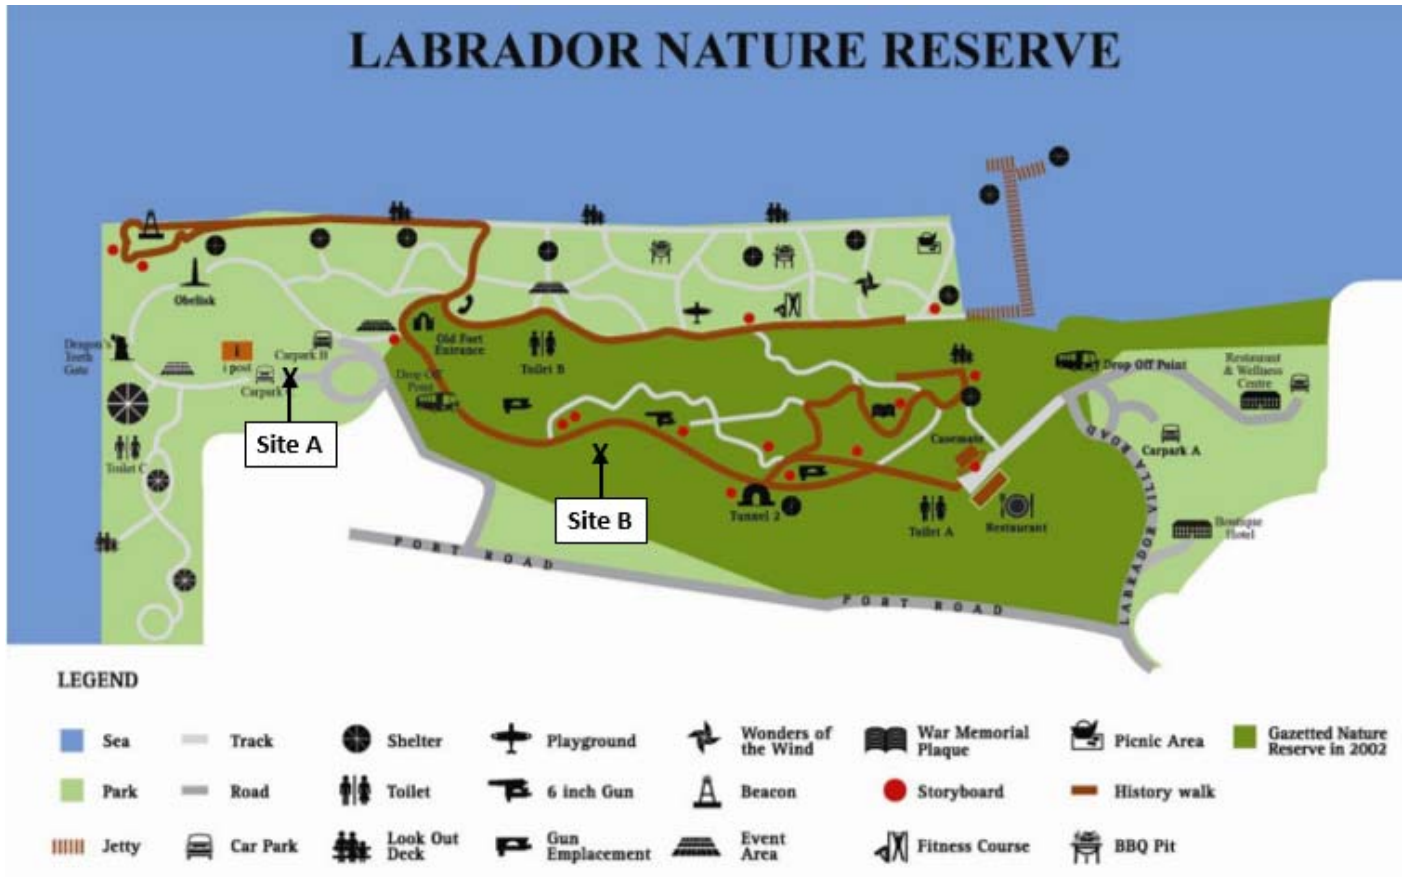 LABRADOR NATURE RESERVE
Obelisk
Dragon's
Teeth
Gate
i
i post
Carpark B
Carpark
Old Fort
Entrance
Drop Off
Point
Toilet B
Site A
Toilet C
Site B
Tunnel 2
Casemate
Toilet A
Restaurant
Drop Off Point
Restaurant
& Wellness
Centre
Carpark A
Boutique
Hotel
LABRADOR VILLA ROAD
PORT ROAD
PORT ROAD
LEGEND
Sea
Track
Shelter
Playground
Wonders of
the Wind
War Memorial
Plaque
Picnic Area
Gazetted Nature
Reserve in 2002
Park
Road
Toilet
6 inch Gun
Beacon
Storyboard
History walk
Jetty
Car Park
Look Out
Deck
Gun
Emplacement
Event
Area
Fitness Course
BBQ Pit